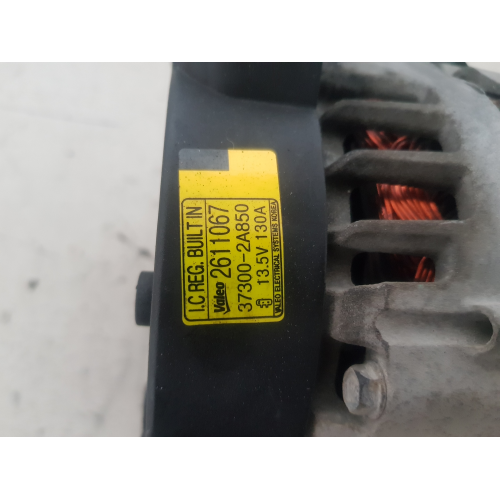 I.C REG. BUILT IN
Valeo 2611067
37300-2A850
13.5V 130A
VALEO ELECTRICAL SYSTEMS KOREA